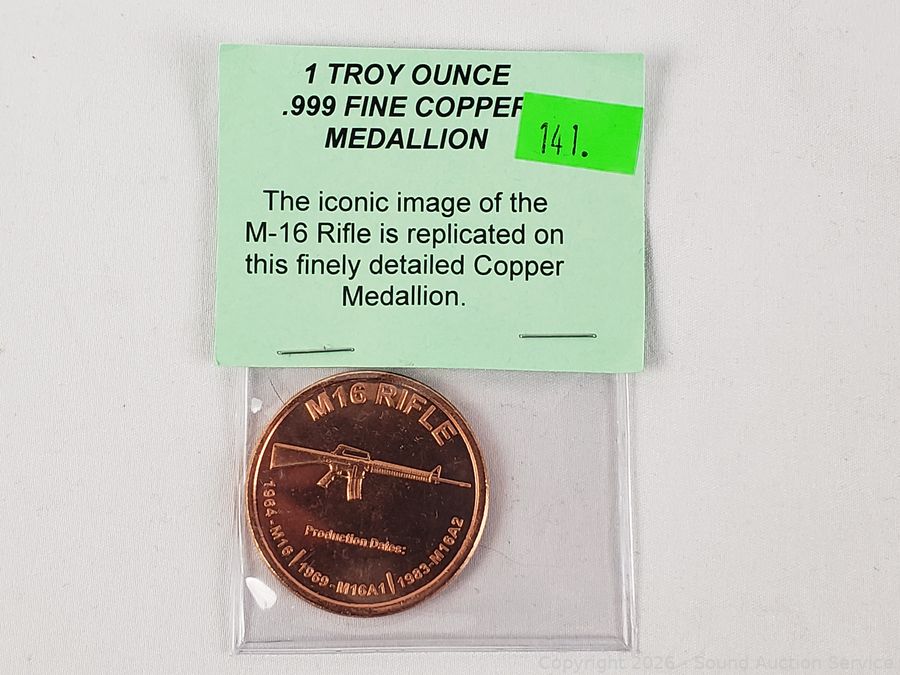 1 TROY OUNCE
.999 FINE COPPER
MEDALLION
141.
The iconic image of the
M-16 Rifle is replicated on
this finely detailed Copper
Medallion.
M16 RIFLE
Production Dates:
1964-M16 | 1969-M16A1 | 1983-M16A2
Copyright 2026 - Sound Auction Service